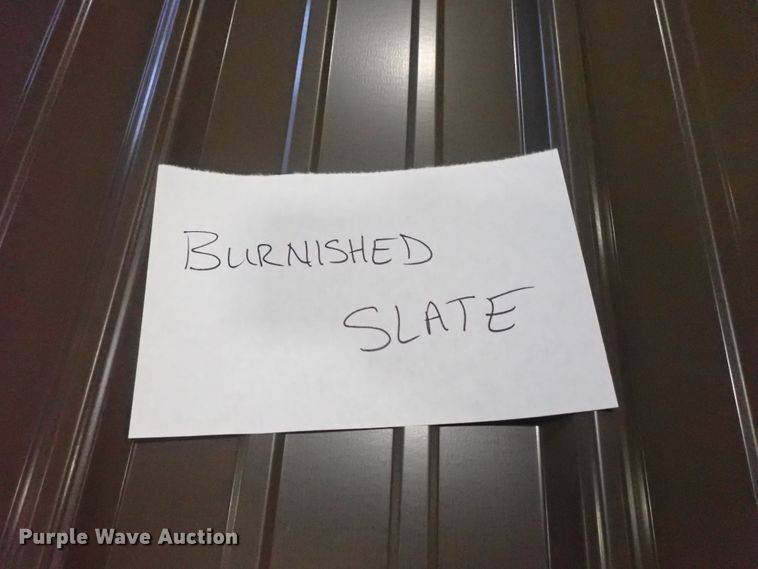 BURNISHED
SLATE
Purple Wave Auction